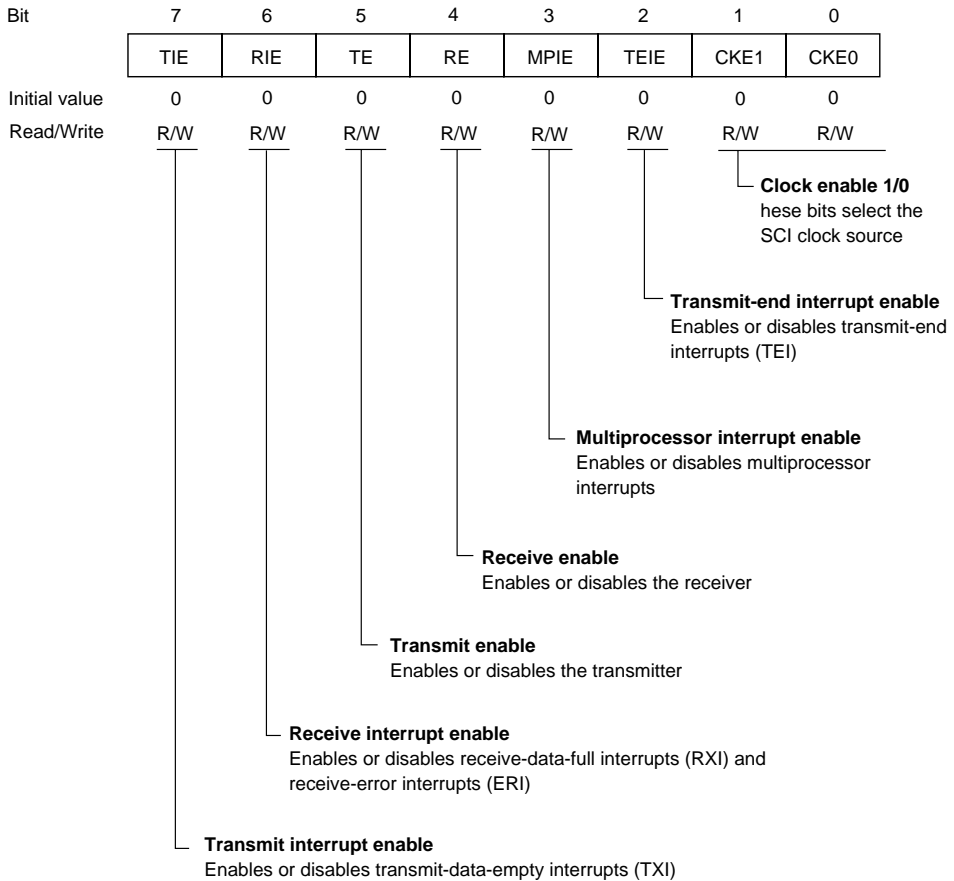 Bit 7 6 5 4 3 2 1 0
TIE RIE TE RE MPIE TEIE CKE1 CKE0
Initial value 0 0 0 0 0 0 0 0
Read/Write R/W R/W R/W R/W R/W R/W R/W R/W
Clock enable 1/0
hese bits select the
SCI clock source
Transmit-end interrupt enable
Enables or disables transmit-end
interrupts (TEI)
Multiprocessor interrupt enable
Enables or disables multiprocessor
interrupts
Receive enable
Enables or disables the receiver
Transmit enable
Enables or disables the transmitter
Receive interrupt enable
Enables or disables receive-data-full interrupts (RXI) and
receive-error interrupts (ERI)
Transmit interrupt enable
Enables or disables transmit-data-empty interrupts (TXI)